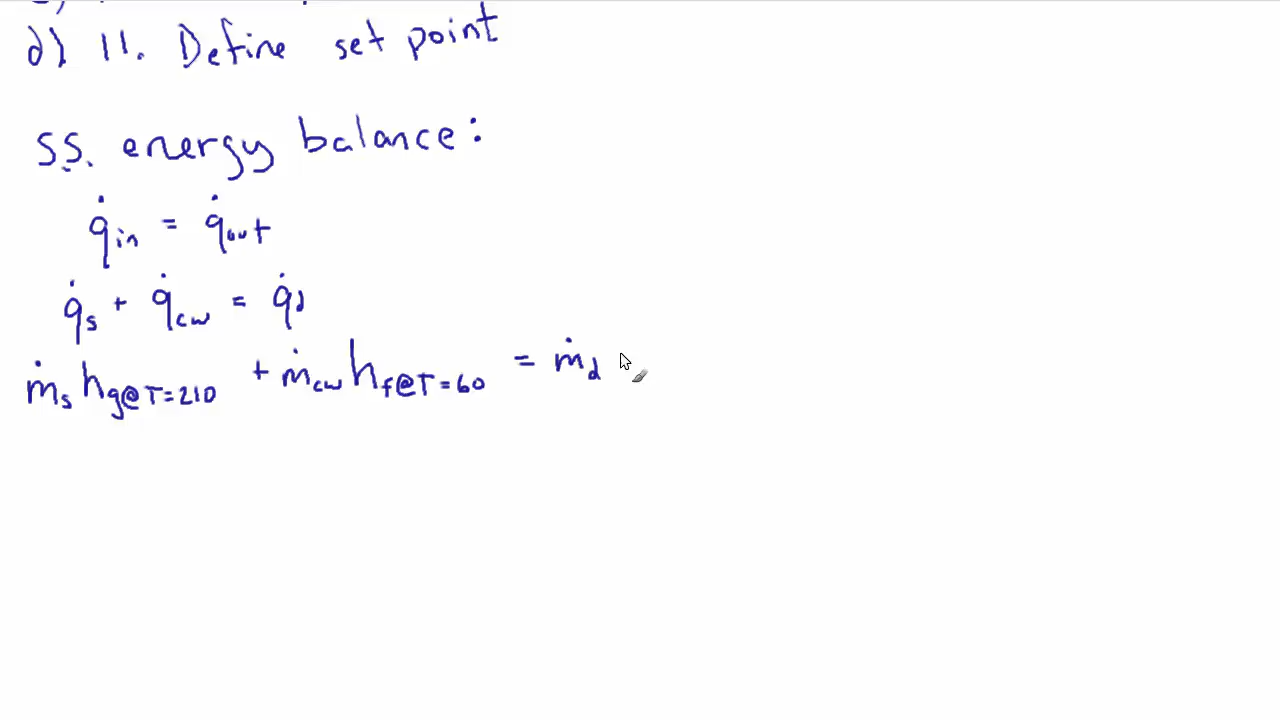 d) 11. Define set point
S.S. energy balance:
q̇in = q̇out
q̇s + q̇cw = q̇d
ṁs hg@T=210 + ṁcw hf@T=60 = ṁd